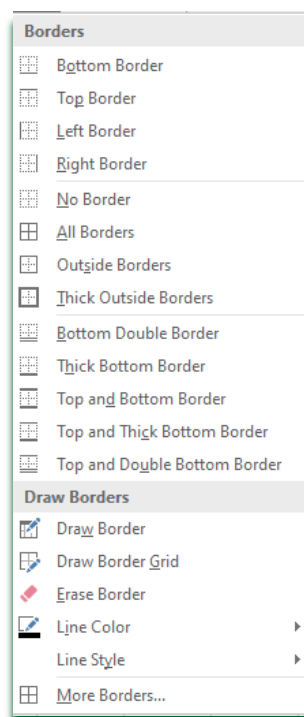 Borders
Bottom Border
Top Border
Left Border
Right Border
No Border
All Borders
Outside Borders
Thick Outside Borders
Bottom Double Border
Thick Bottom Border
Top and Bottom Border
Top and Thick Bottom Border
Top and Double Bottom Border
Draw Borders
Draw Border
Draw Border Grid
Erase Border
Line Color
Line Style
More Borders...